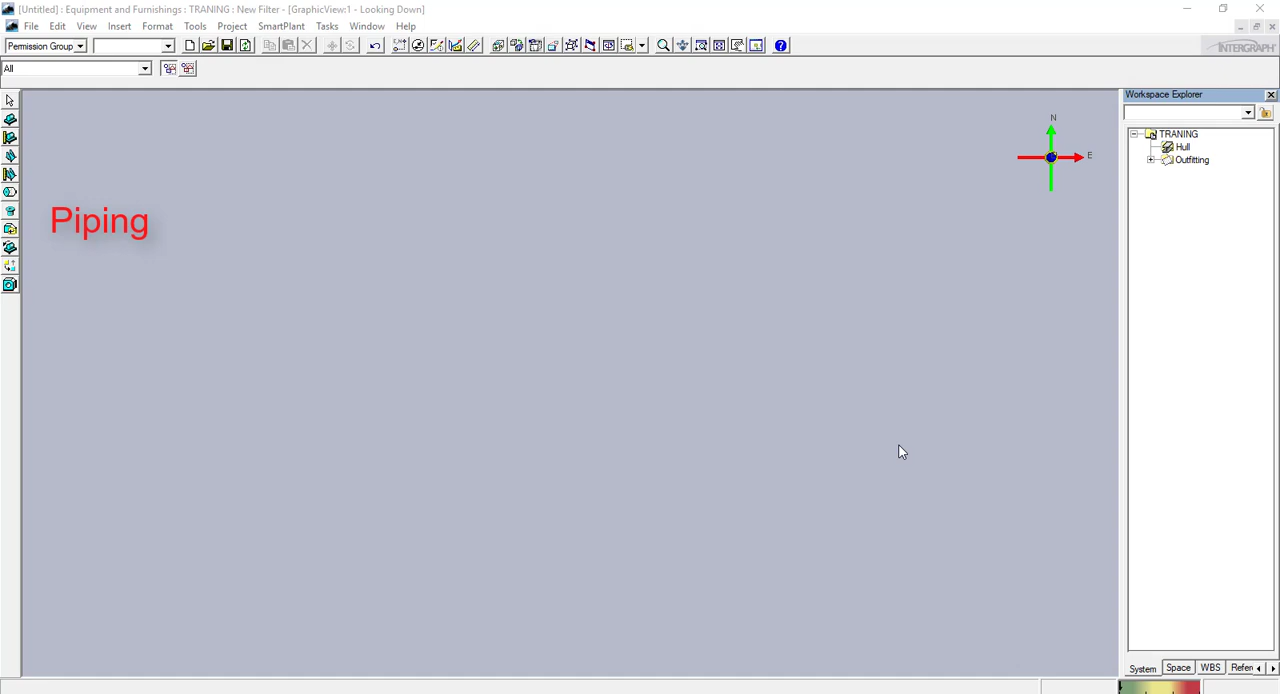 [Untitled] : Equipment and Furnishings : TRANING : New Filter - [GraphicView:1 - Looking Down]
File Edit View Insert Format Tools Project SmartPlant Tasks Window Help
Permission Group
INTERGRAPH
All
Workspace Explorer
N
E
TRANING
Hull
Outfitting
Piping
System Space WBS Refer